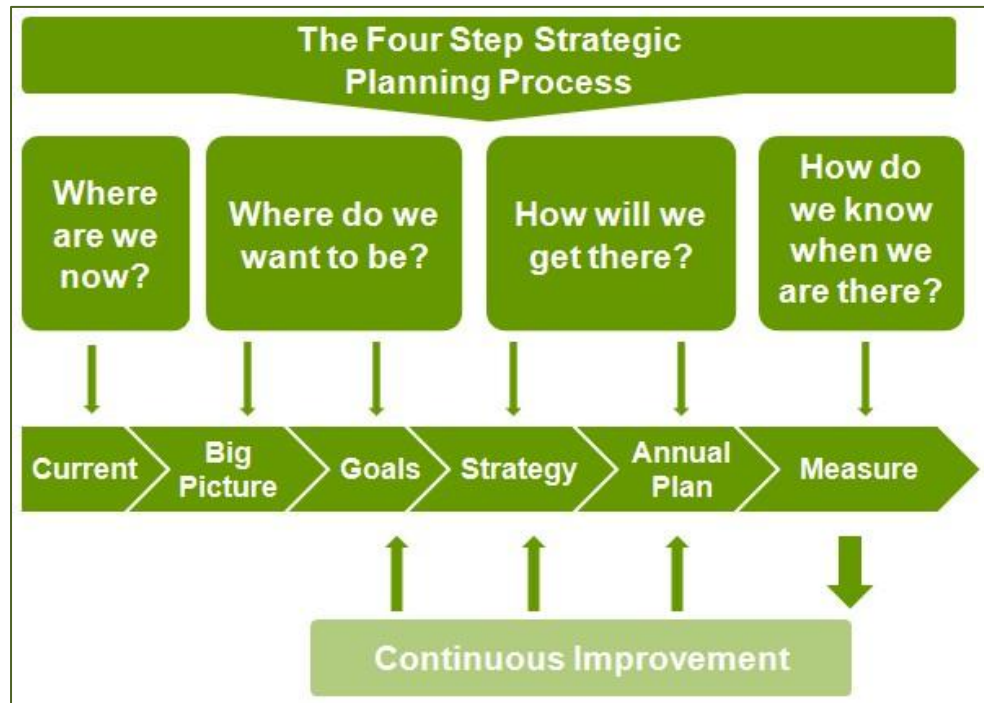 The Four Step Strategic
Planning Process
Where
are we
now?
Where do we
want to be?
How will we
get there?
How do
we know
when we
are there?
Current
Big
Picture
Goals
Strategy
Annual
Plan
Measure
Continuous Improvement